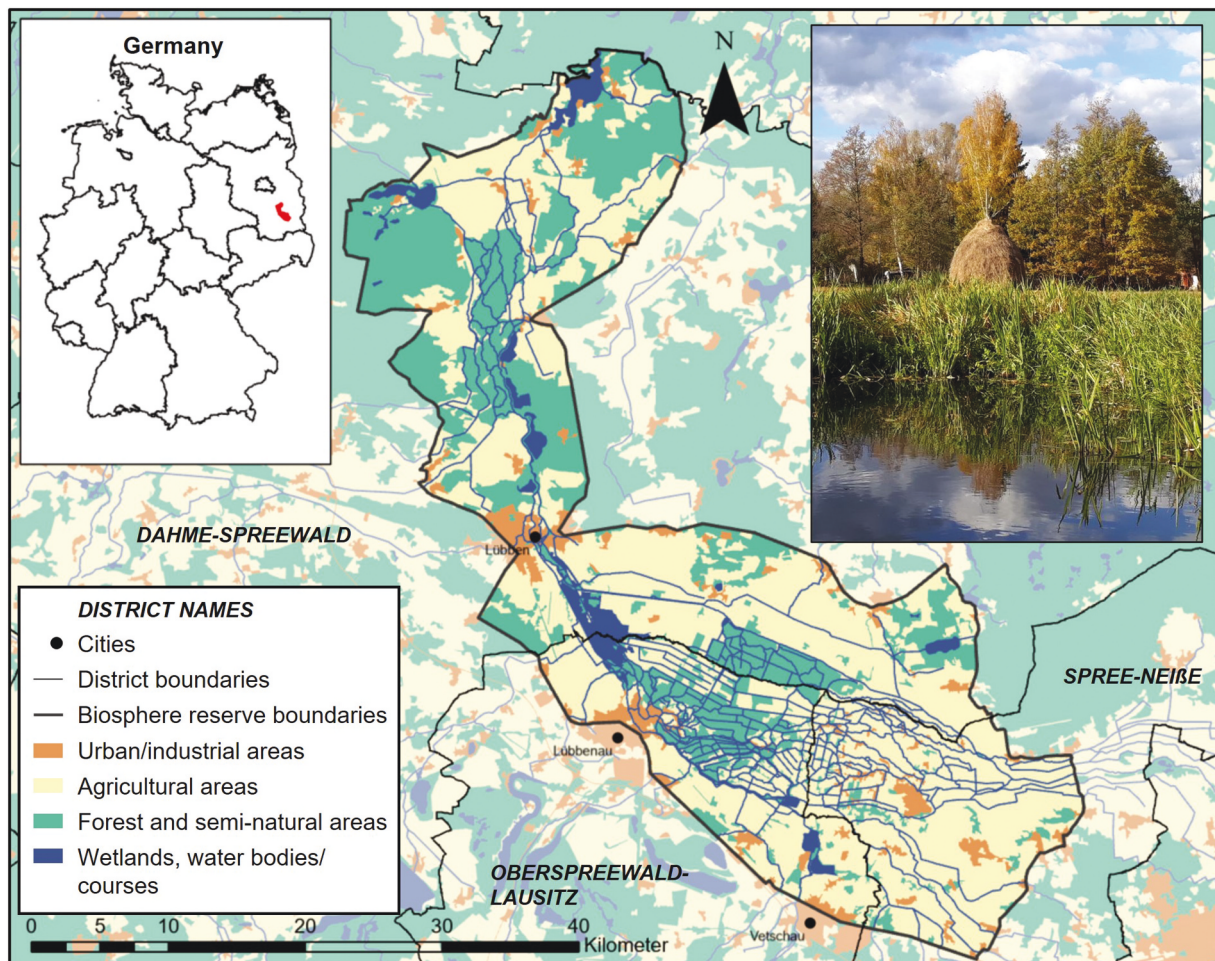 Germany
N
DAHME-SPREEWALD
Lübben
Lübbenau
SPREE-NEIßE
OBERSPREEWALD-
LAUSITZ
Vetschau
DISTRICT NAMES
Cities
District boundaries
Biosphere reserve boundaries
Urban/industrial areas
Agricultural areas
Forest and semi-natural areas
Wetlands, water bodies/
courses
0 5 10 20 30 40 Kilometer